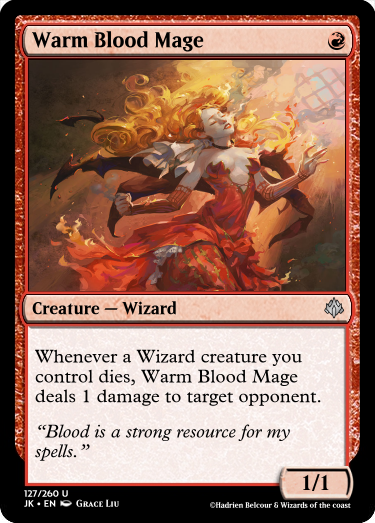 Warm Blood Mage
Creature — Wizard
Whenever a Wizard creature you
control dies, Warm Blood Mage
deals 1 damage to target opponent.
“Blood is a strong resource for my
spells.”
1/1
127/260 U
JK • EN Grace Liu
©Hadrien Belcour & Wizards of the coast